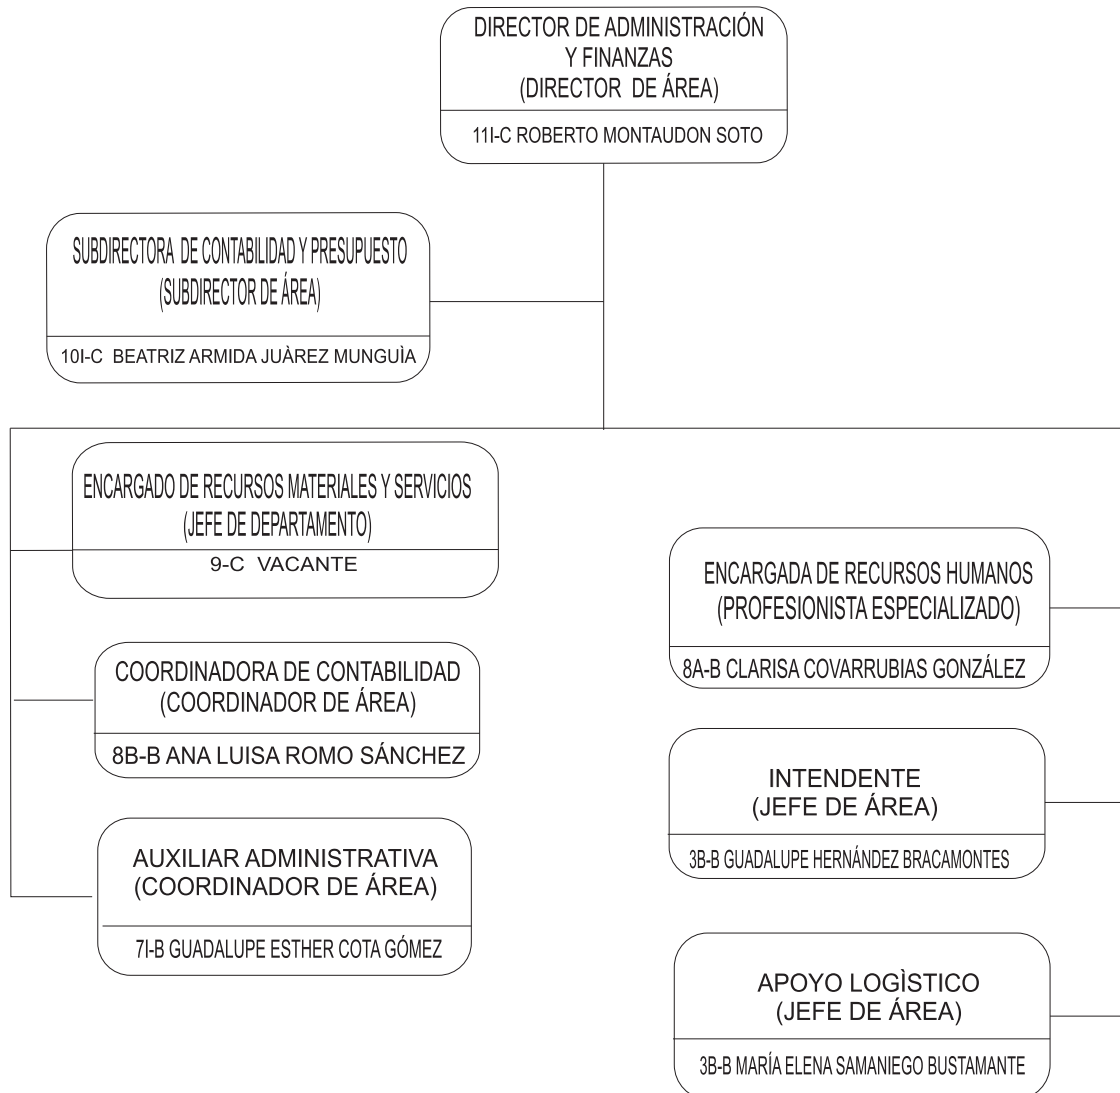 DIRECTOR DE ADMINISTRACIÓN
Y FINANZAS
(DIRECTOR DE ÁREA)
11I-C ROBERTO MONTAUDON SOTO
SUBDIRECTORA DE CONTABILIDAD Y PRESUPUESTO
(SUBDIRECTOR DE ÁREA)
10I-C BEATRIZ ARMIDA JUÀREZ MUNGUÌA
ENCARGADO DE RECURSOS MATERIALES Y SERVICIOS
(JEFE DE DEPARTAMENTO)
9-C VACANTE
COORDINADORA DE CONTABILIDAD
(COORDINADOR DE ÁREA)
8B-B ANA LUISA ROMO SÁNCHEZ
AUXILIAR ADMINISTRATIVA
(COORDINADOR DE ÁREA)
7I-B GUADALUPE ESTHER COTA GÓMEZ
ENCARGADA DE RECURSOS HUMANOS
(PROFESIONISTA ESPECIALIZADO)
8A-B CLARISA COVARRUBIAS GONZÁLEZ
INTENDENTE
(JEFE DE ÁREA)
3B-B GUADALUPE HERNÁNDEZ BRACAMONTES
APOYO LOGÌSTICO
(JEFE DE ÁREA)
3B-B MARÍA ELENA SAMANIEGO BUSTAMANTE